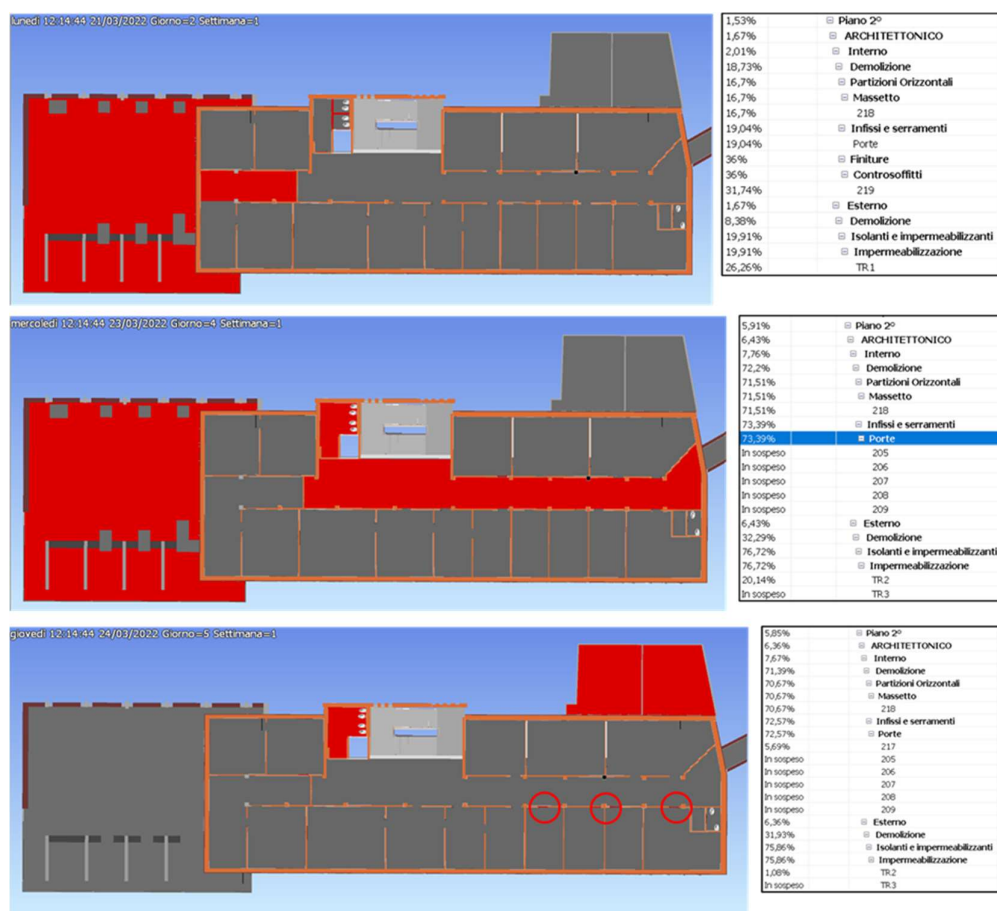 lunedì 12:14:44 21/03/2022 Giorno=2 Settimana=1
1,53% Piano 2º
1,67% ARCHITETTONICO
2,01% Interno
18,73% Demolizione
16,7% Partizioni Orizzontali
16,7% Massetto
16,7% 218
19,04% Infissi e serramenti
19,04% Porte
36% Finiture
36% Controsoffitti
31,74% 219
1,67% Esterno
8,38% Demolizione
19,91% Isolanti e impermeabilizzanti
19,91% Impermeabilizzazione
26,26% TR1
mercoledì 12:14:44 23/03/2022 Giorno=4 Settimana=1
5,91% Piano 2º
6,43% ARCHITETTONICO
7,76% Interno
72,2% Demolizione
71,51% Partizioni Orizzontali
71,51% Massetto
71,51% 218
73,39% Infissi e serramenti
73,39% Porte
In sospeso 205
In sospeso 206
In sospeso 207
In sospeso 208
In sospeso 209
6,43% Esterno
32,29% Demolizione
76,72% Isolanti e impermeabilizzanti
76,72% Impermeabilizzazione
20,14% TR2
In sospeso TR3
giovedì 12:14:44 24/03/2022 Giorno=5 Settimana=1
5,85% Piano 2º
6,36% ARCHITETTONICO
7,67% Interno
71,39% Demolizione
70,67% Partizioni Orizzontali
70,67% Massetto
70,67% 218
72,57% Infissi e serramenti
72,57% Porte
5,69% 217
In sospeso 205
In sospeso 206
In sospeso 207
In sospeso 208
In sospeso 209
6,36% Esterno
31,93% Demolizione
75,86% Isolanti e impermeabilizzanti
75,86% Impermeabilizzazione
1,08% TR2
In sospeso TR3